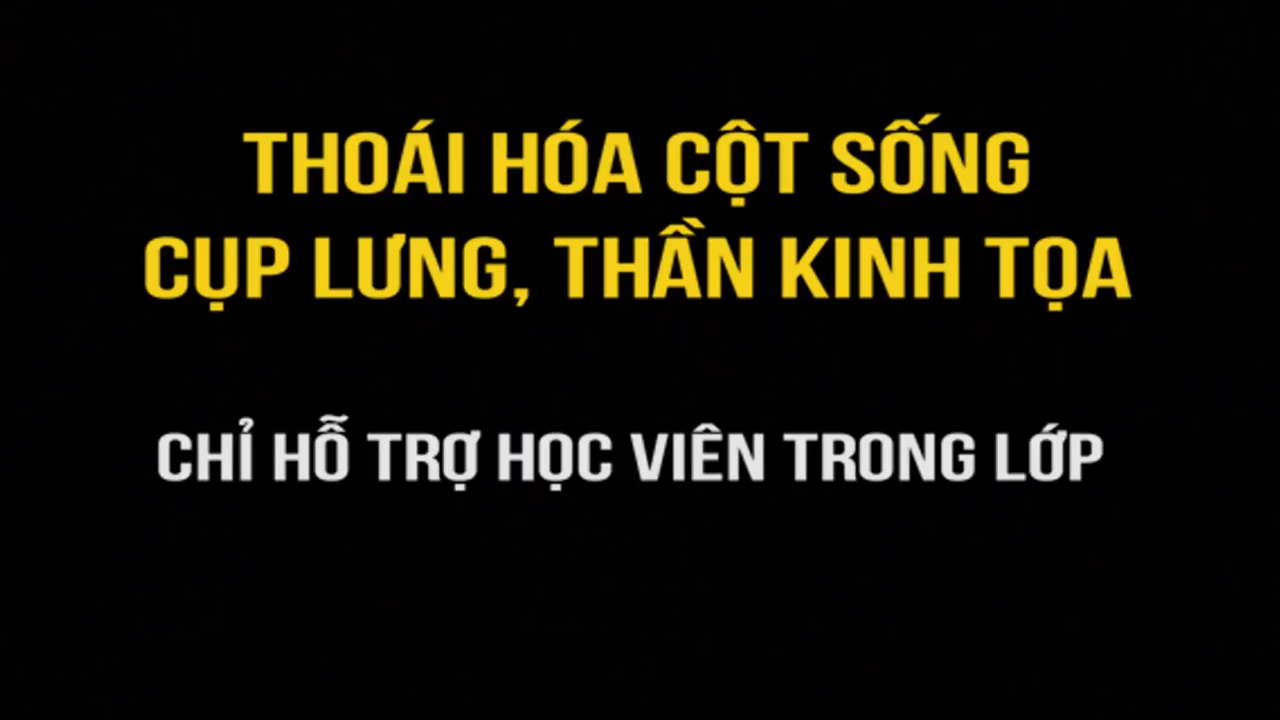 THOÁI HÓA CỘT SỐNG
CỤP LƯNG, THẦN KINH TỌA
CHỈ HỖ TRỢ HỌC VIÊN TRONG LỚP